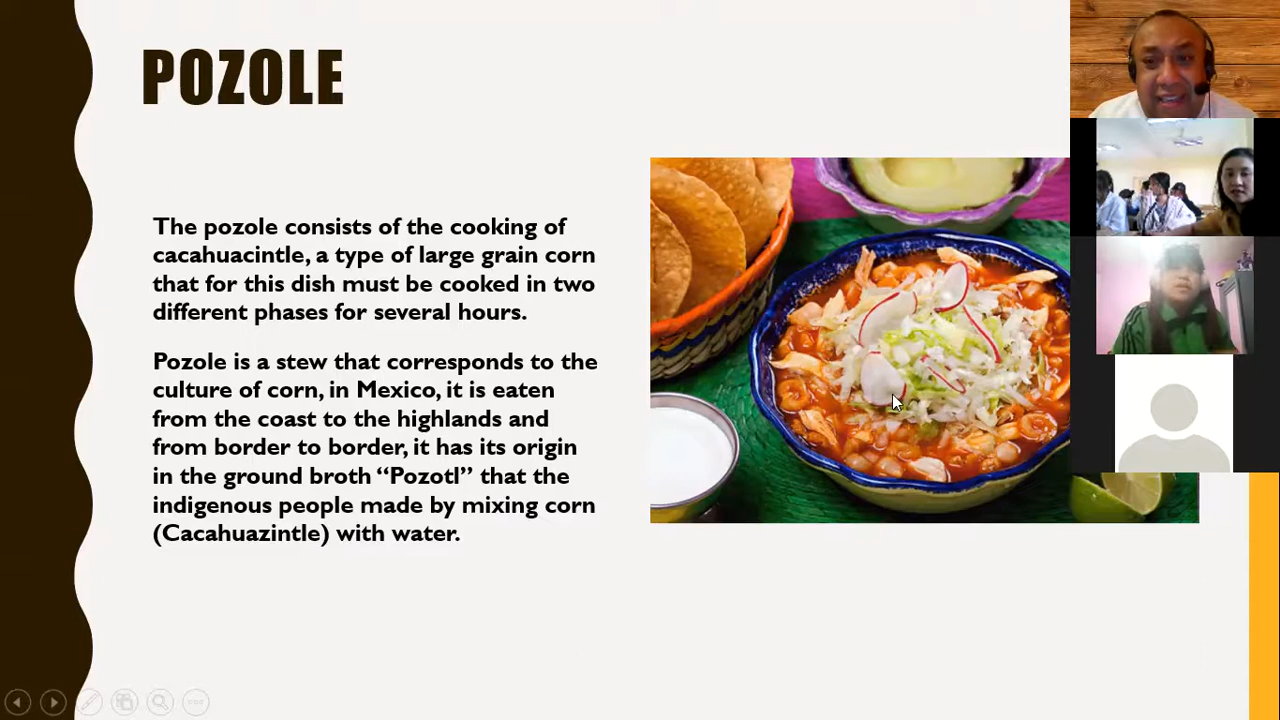 POZOLE
The pozole consists of the cooking of
cacahuacintle, a type of large grain corn
that for this dish must be cooked in two
different phases for several hours.
Pozole is a stew that corresponds to the
culture of corn, in Mexico, it is eaten
from the coast to the highlands and
from border to border, it has its origin
in the ground broth “Pozotl” that the
indigenous people made by mixing corn
(Cacahuazintle) with water.